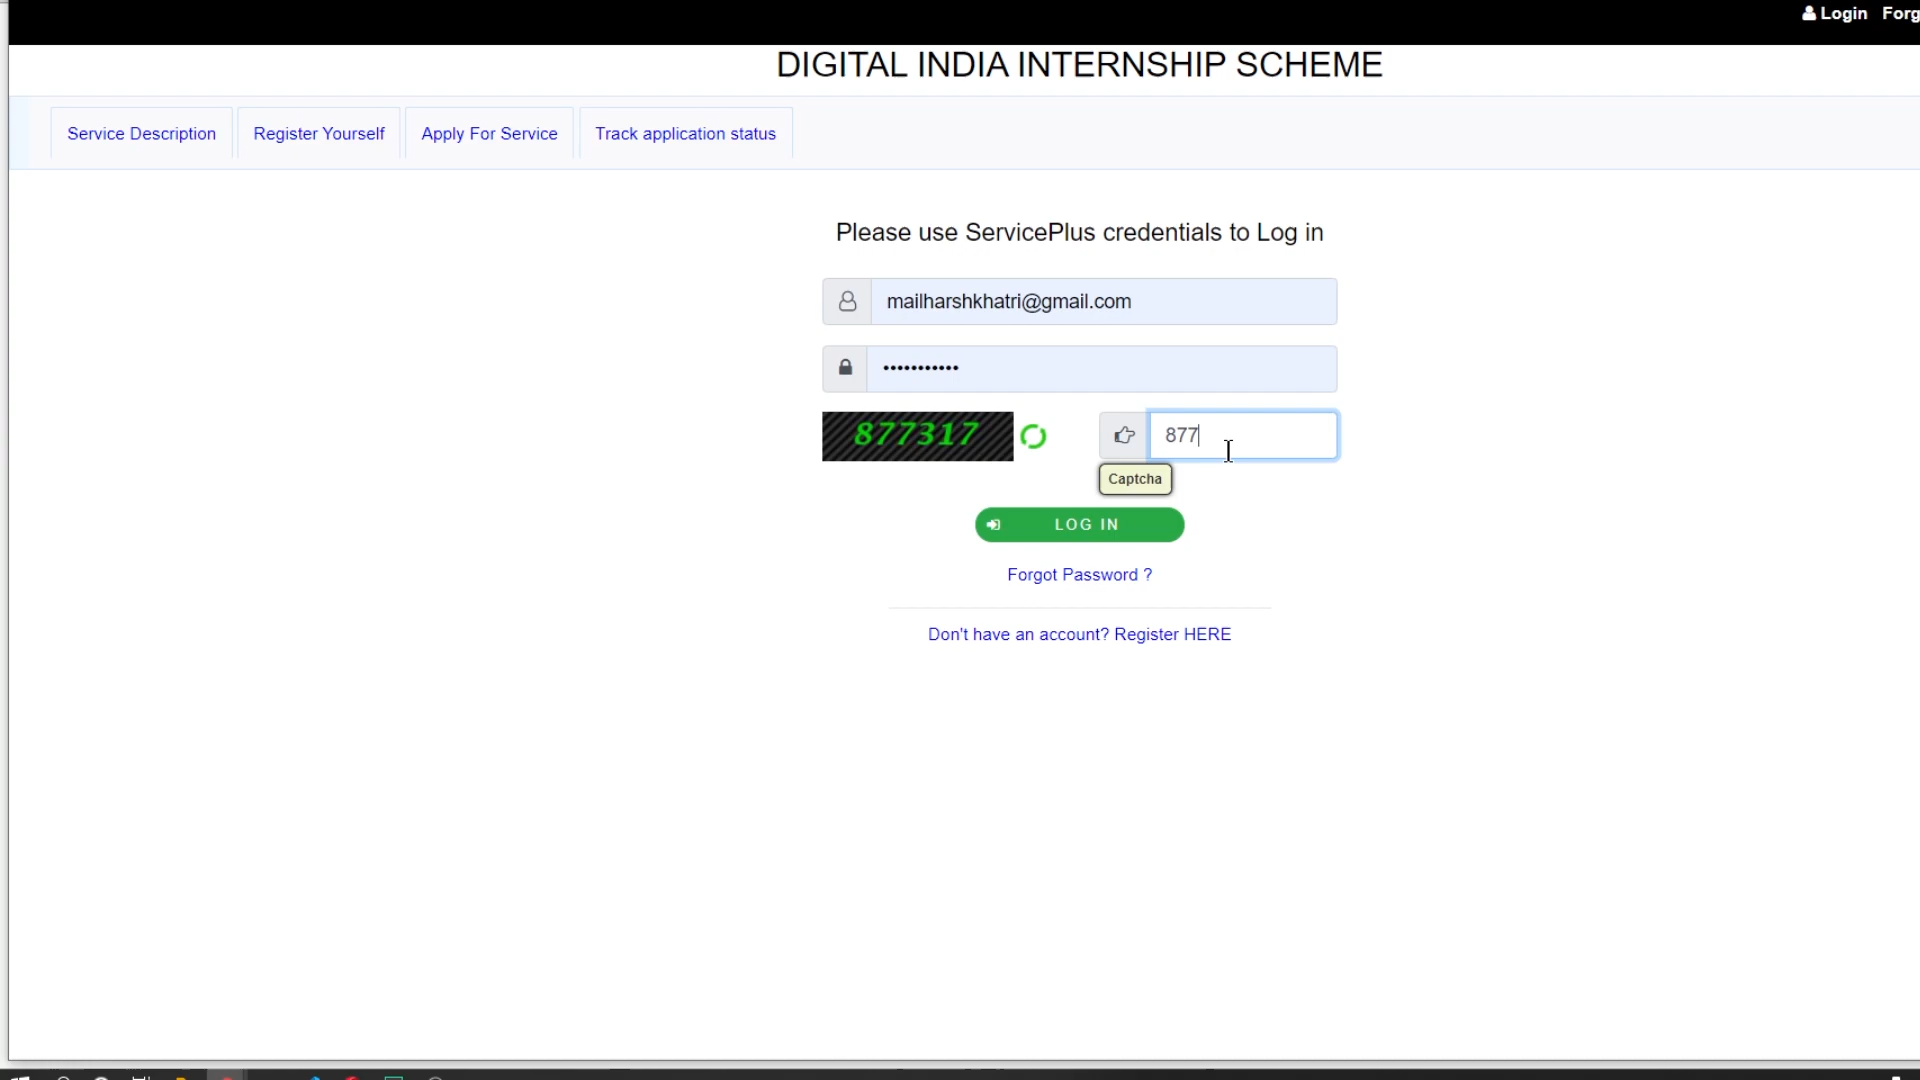 Login
DIGITAL INDIA INTERNSHIP SCHEME
Service Description
Register Yourself
Apply For Service
Track application status
Please use ServicePlus credentials to Log in
mailharshkhatri@gmail.com
•••••••••••
877317
877
Captcha
LOG IN
Forgot Password ?
Don't have an account? Register HERE